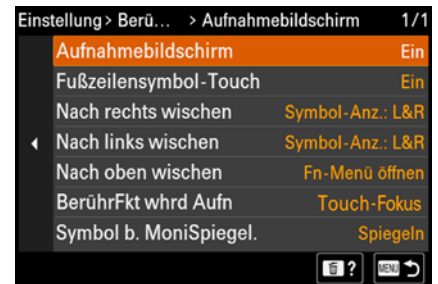 Einstellung> Berü... > Aufnahmebildschirm 1/1
Aufnahmebildschirm Ein
Fußzeilensymbol-Touch Ein
Nach rechts wischen Symbol-Anz.: L&R
Nach links wischen Symbol-Anz.: L&R
Nach oben wischen Fn-Menü öffnen
BerührFkt whrd Aufn Touch-Fokus
Symbol b. MoniSpiegel. Spiegeln
? MENU